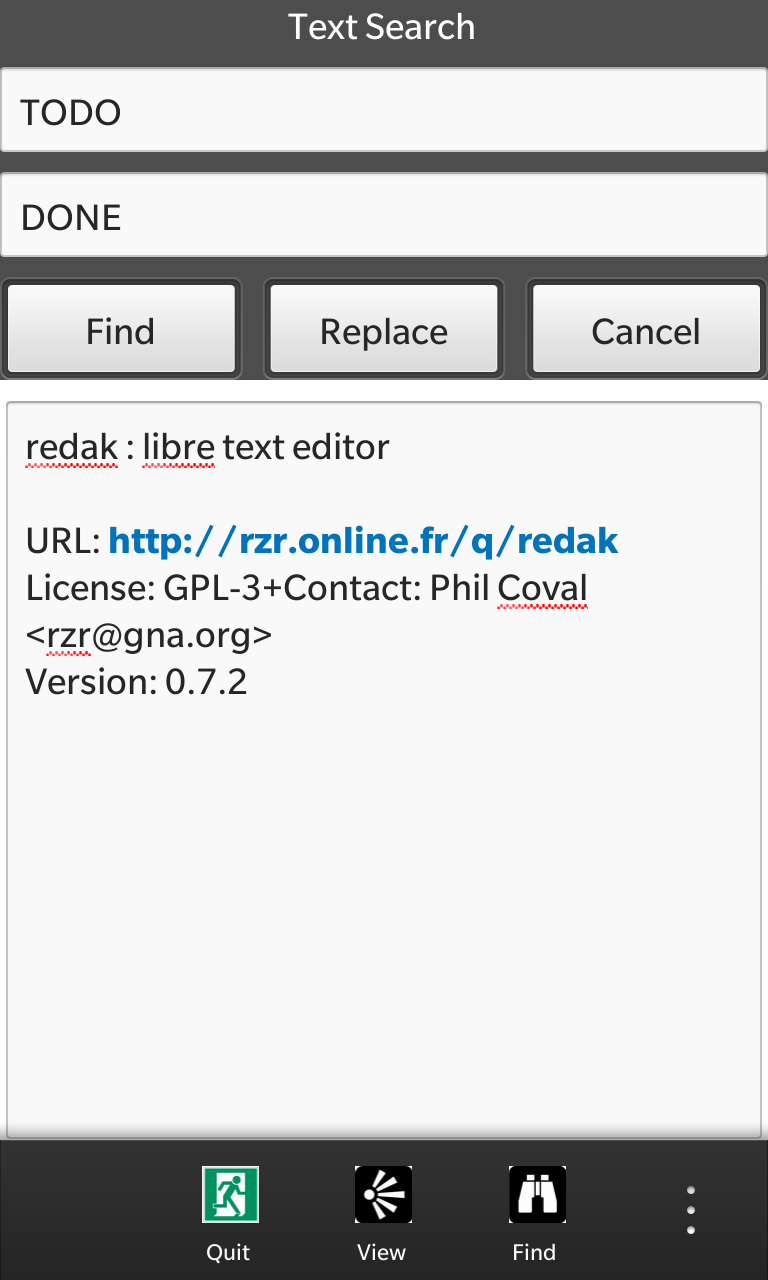 Text Search
TODO
DONE
Find Replace Cancel
redak : libre text editor
URL: http://rzr.online.fr/q/redak
License: GPL-3+Contact: Phil Coval
<rzr@gna.org>
Version: 0.7.2
Quit View Find